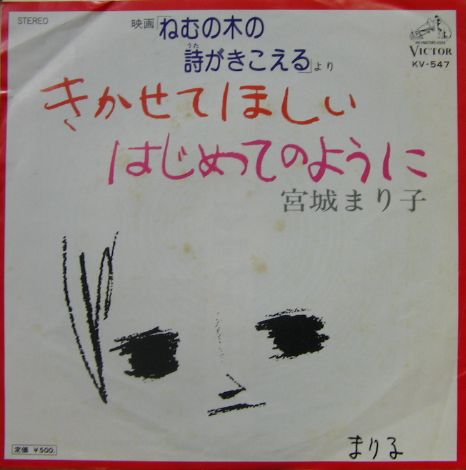 STEREO
映画「ねむの木の
詩がきこえる」より
うた
VICTOR
KV-547
きかせてほしい
はじめてのように
宮城まり子
定価 ¥500
まり子